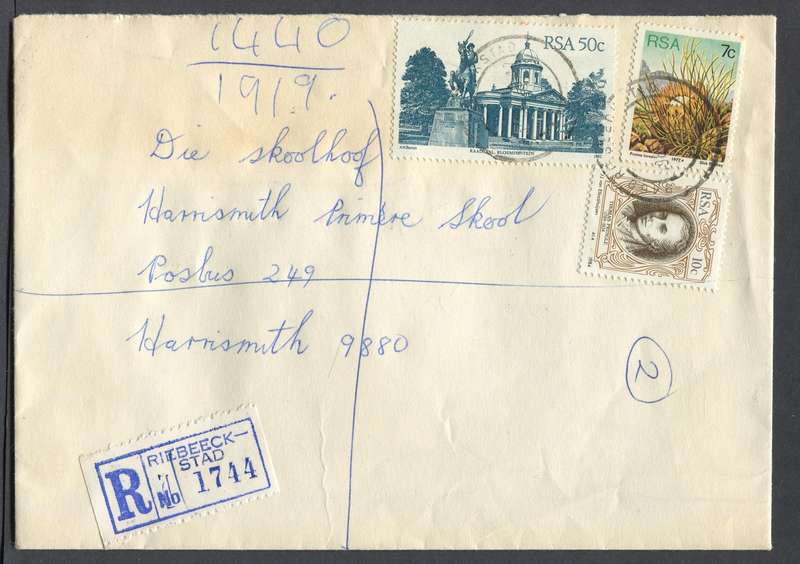 1440
1919.
RSA 50c
RAADSAAL, BLOEMFONTEIN
RSA 7c
RSA 10c
Die skoolhoof
Harrismith Primêre Skool
Posbus 249
Harrismith 9880
2
RIEBEECK-
STAD
R No 1744